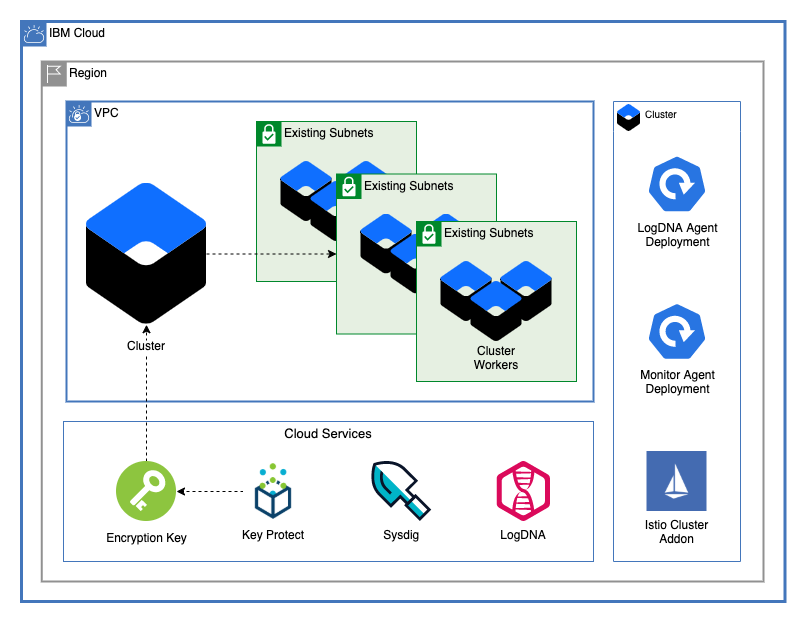 IBM Cloud
Region
VPC
Existing Subnets
Existing Subnets
Existing Subnets
Cluster
Cluster
Workers
Cluster
LogDNA Agent
Deployment
Monitor Agent
Deployment
Istio Cluster
Addon
Cloud Services
Encryption Key
Key Protect
Sysdig
LogDNA